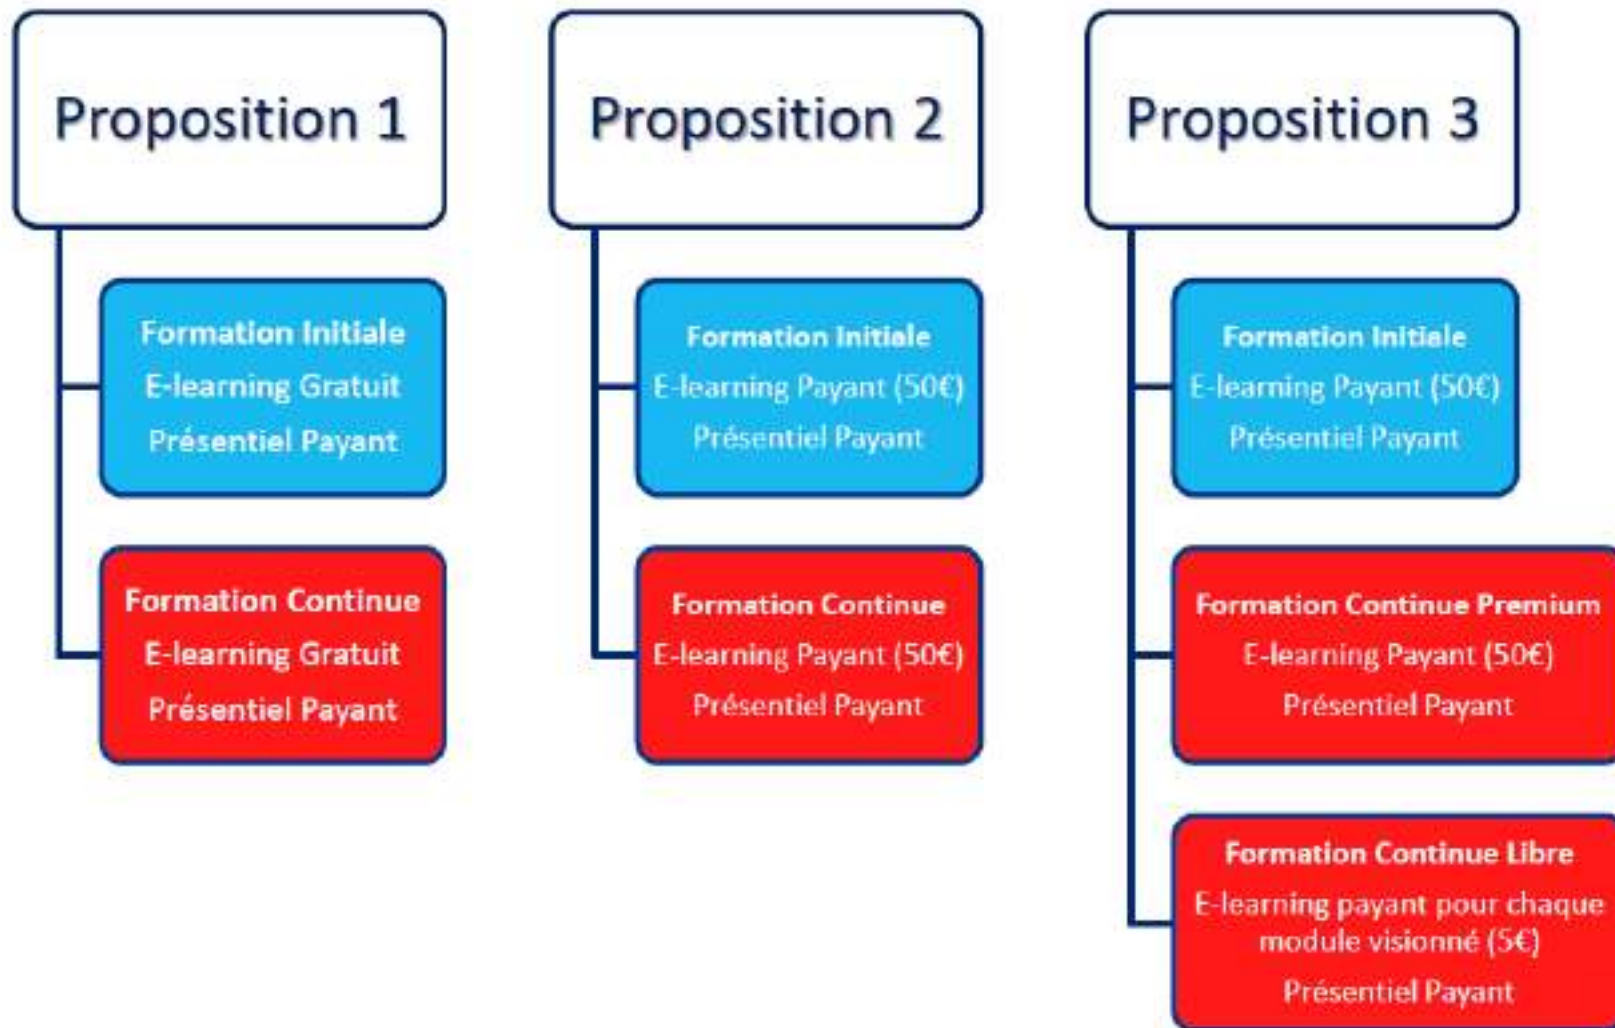 Proposition 1
Formation Initiale
E-learning Gratuit
Présentiel Payant
Formation Continue
E-learning Gratuit
Présentiel Payant
Proposition 2
Formation Initiale
E-learning Payant (50€)
Présentiel Payant
Formation Continue
E-learning Payant (50€)
Présentiel Payant
Proposition 3
Formation Initiale
E-learning Payant (50€)
Présentiel Payant
Formation Continue Premium
E-learning Payant (50€)
Présentiel Payant
Formation Continue Libre
E-learning payant pour chaque
module visionné (5€)
Présentiel Payant